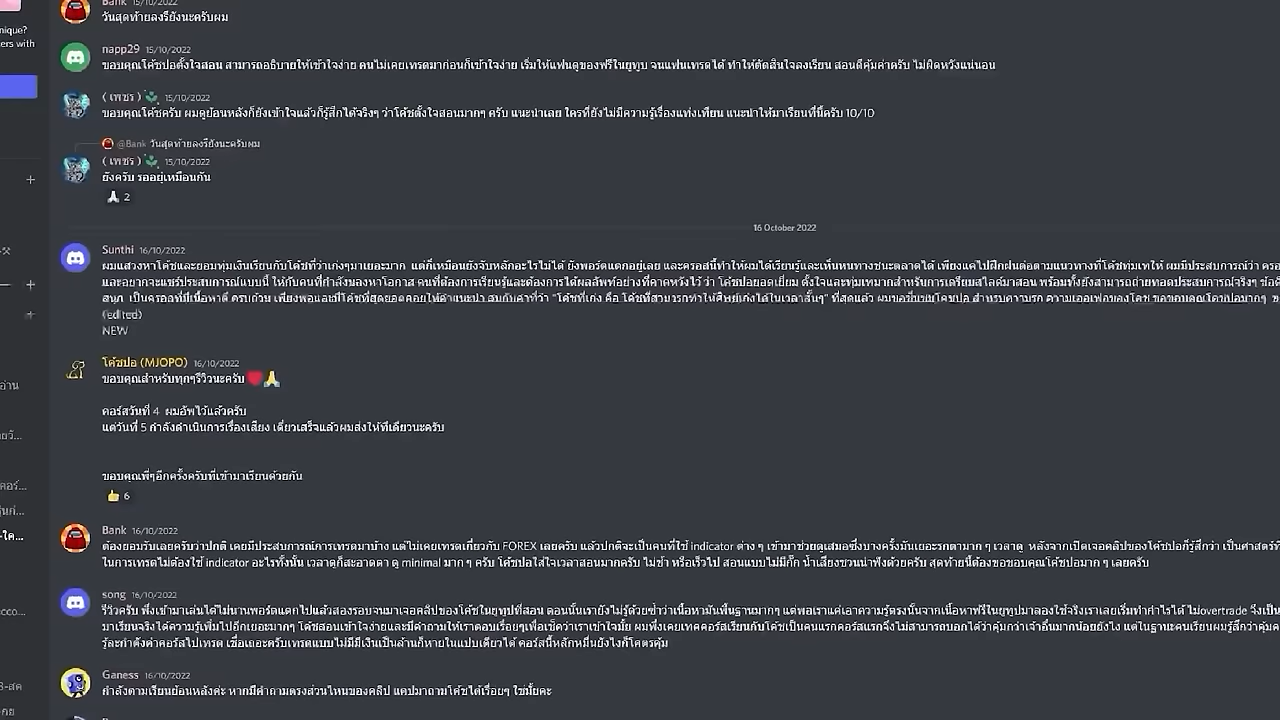 nique?
ers with
Bank 15/10/2022
วันสุดท้ายลงรึยังนะครับผม
napp29 15/10/2022
ขอบคุณโค้ชปอตั้งใจสอน สามารถอธิบายให้เข้าใจง่าย คนไม่เคยเทรดมาก่อนก็เข้าใจง่าย เริ่มให้แฟนดูของฟรีในยูทูบ จนแฟนเทรดได้ ทำให้ตัดสินใจลงเรียน สอนดีคุ้มค่าครับ ไม่ผิดหวังแน่นอน
( เพชร ) 15/10/2022
ขอบคุณโค้ชครับ ผมดูย้อนหลังก็ยังเข้าใจแล้วก็รู้สึกได้จริงๆ ว่าโค้ชตั้งใจสอนมากๆ ครับ แนะนำเลย ใครที่ยังไม่มีความรู้เรื่องแท่งเทียน แนะนำให้มาเรียนที่นี้ครับ 10/10
@Bank วันสุดท้ายลงรึยังนะครับผม
( เพชร ) 15/10/2022
ยังครับ รออยู่เหมือนกัน
2
16 October 2022
Sunthi 16/10/2022
ผมแสวงหาโค้ชและยอมทุ่มเงินเรียนกับโค้ชที่ว่าเก่งๆมาเยอะมาก แต่ก็เหมือนยังจับหลักอะไรไม่ได้ ยังพอร์ตแตกอยู่เลย และครอสนี้ทำให้ผมได้เรียนรู้และเห็นหนทางชนะตลาดได้ เพียงแค่ไปฝึกฝนต่อตามแนวทางที่โค้ชทุ่มเทให้ ผมมีประสบการณ์ว่า
และอยากจะแชร์ประสบการณ์แบบนี้ ให้กับคนที่กำลังมองหาโอกาส คนที่ต้องการเรียนรู้และต้องการได้ผลลัพท์อย่างที่คาดหวังไว้ ว่า โค้ชปอยอดเยี่ยม ตั้งใจและทุ่มเทมากสำหรับการเตรียมสไลด์มาสอน พร้อมทั้งยังสามารถถ่ายทอดประสบการณ์จริงๆ
สนุก เป็นครอสที่มีเนื้อหาดี ครบถ้วน เพียงพอและมีโค้ชที่สุดยอดคอยให้คำแนะนำ สมกับคำที่ว่า "โค้ชที่เก่ง คือ โค้ชที่สามารถทำให้ศิษย์เก่งได้ในเวลาสั้นๆ" ที่สุดแล้ว ผมขอชื่นชมโค้ชปอ สำหรับความรัก
(edited)
NEW
โค้ชปอ (MJOPO) 16/10/2022
ขอบคุณสำหรับทุกๆรีวิวนะครับ ❤️🙏
คอร์สวันที่ 4 ผมอัพไว้แล้วครับ
แต่วันที่ 5 กำลังดำเนินการเรื่องเสียง เดี๋ยวเสร็จแล้วผมส่งให้ทีเดียวนะครับ
ขอบคุณพี่ๆอีกครั้งครับที่เข้ามาเรียนด้วยกัน
6
Bank 16/10/2022
ต้องยอมรับเลยครับว่าปกติ เคยมีประสบการณ์การเทรดมาบ้าง แต่ไม่เคยเทรดเกี่ยวกับ FOREX เลยครับ แล้วปกติจะเป็นคนที่ใช้ indicator ต่าง ๆ เข้ามาช่วยดูเสมอซึ่งบางครั้งมันเยอะรกตามาก ๆ เวลาดู หลังจากเปิดเจอคลิปของโค้ชปอก็รู้สึกว่า
ในการเทรดไม่ต้องใช้ indicator อะไรทั้งนั้น เวลาดูก็สะอาดตา ดู minimal มาก ๆ ครับ โค้ชปอใส่ใจเวลาสอนมากครับ ไม่ช้า หรือเร็วไป สอนแบบไม่มีกั๊ก น้ำเสียงชวนน่าฟังด้วยครับ สุดท้ายนี้ต้องขอขอบคุณโค้ชปอมาก ๆ เลยครับ
song 16/10/2022
รีวิวครับ พึ่งเข้ามาเล่นได้ไม่นานพอร์ตแตกไปแล้วสองรอบจนมาเจอคลิปของโค้ชในยูทูปที่สอน ตอนนั้นเรายังไม่รู้ด้วยซ้ำว่าเนื้อหามันพื้นฐานมากๆ แต่พอเราแค่เอาความรู้ตรงนั้นจากเนื้อหาฟรีในยูทูปมาลองใช้จริงเราเลยเริ่มทำกำไรได้ ไม่overtrade
มาเรียนจริงได้ความรู้เพิ่มไปอีกเยอะมากๆ โค้ชสอนเข้าใจง่ายและมีคำถามให้เราตอบเรื่อยๆเพื่อเช็คว่าเราเข้าใจมั้ย ผมพึ่งเคยเทคคอร์สเรียนกับโค้ชเป็นคนแรกคอร์สแรกจึงไม่สามารถบอกได้ว่าคุ้มกว่าเจ้าอื่นมากน้อยยังไง แต่ในฐานะคนเรียนผมรู้สึกว่า
รู้ละกำตังค่าคอร์สไปเทรด เชื่อเถอะครับเทรดแบบไม่มีมีเงินเป็นล้านก็หายในแปบเดียวได้ คอร์สนี้หลักหมื่นยังไงก็โคตรคุ้ม
Ganess 16/10/2022
กำลังตามเรียนย้อนหลังค่ะ หากมีคำถามตรงส่วนไหนของคลิป แคปมาถามโค้ชได้เรื่อยๆ ใช่มั้ยคะ